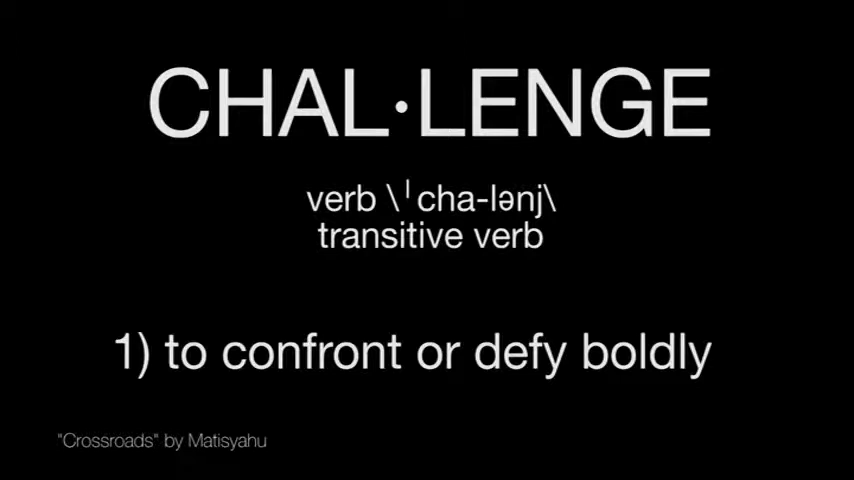 CHAL·LENGE
verb \ˈcha-lənj\
transitive verb
1) to confront or defy boldly
"Crossroads" by Matisyahu